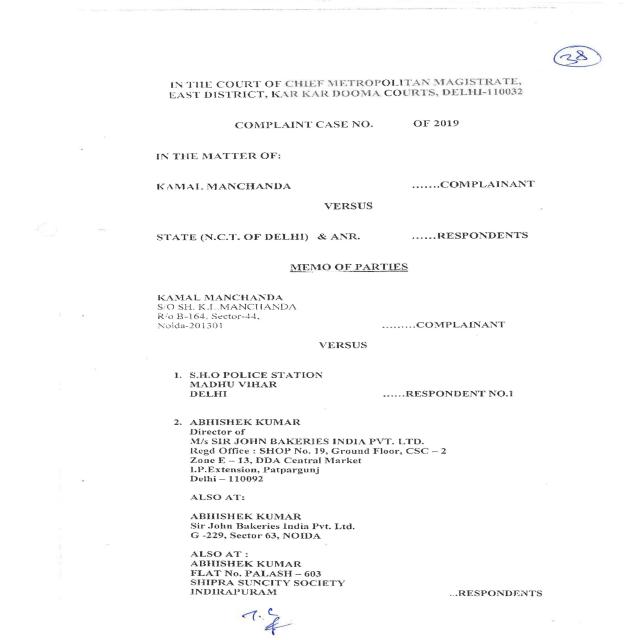 38
IN THE COURT OF CHIEF METROPOLITAN MAGISTRATE,
EAST DISTRICT, KAR KAR DOOMA COURTS, DELHI-110032
COMPLAINT CASE NO. OF 2019
IN THE MATTER OF:
KAMAL MANCHANDA .......COMPLAINANT
VERSUS
STATE (N.C.T. OF DELHI) & ANR. ......RESPONDENTS
MEMO OF PARTIES
KAMAL MANCHANDA
S/O SH. K.L. MANCHANDA
R/o B-164, Sector-44,
Noida-201301 .........COMPLAINANT
VERSUS
1. S.H.O POLICE STATION
MADHU VIHAR
DELHI ......RESPONDENT NO.1
2. ABHISHEK KUMAR
Director of
M/s SIR JOHN BAKERIES INDIA PVT. LTD.
Regd Office : SHOP No. 19, Ground Floor, CSC – 2
Zone E – 13, DDA Central Market
I.P.Extension, Patpargunj
Delhi – 110092
ALSO AT:
ABHISHEK KUMAR
Sir John Bakeries India Pvt. Ltd.
G -229, Sector 63, NOIDA
ALSO AT :
ABHISHEK KUMAR
FLAT No. PALASH – 603
SHIPRA SUNCITY SOCIETY
INDIRAPURAM ...RESPONDENTS